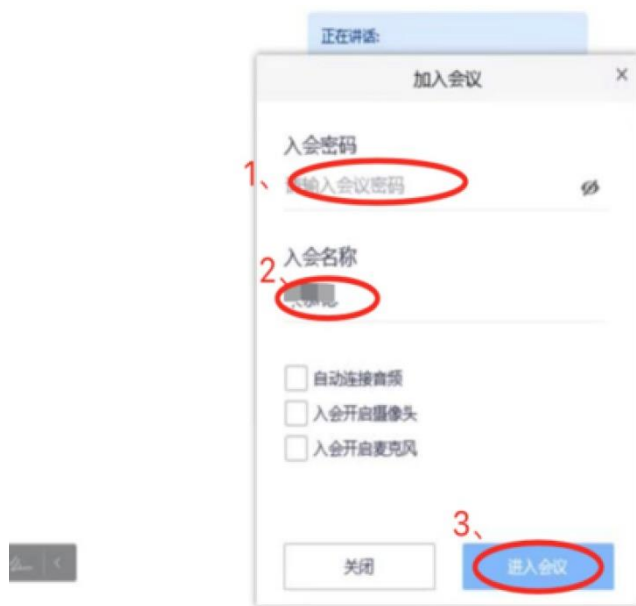 正在讲话:
加入会议 ×
入会密码
1、
请输入会议密码
入会名称
2、
自动连接音频
入会开启摄像头
入会开启麦克风
3、
关闭
进入会议